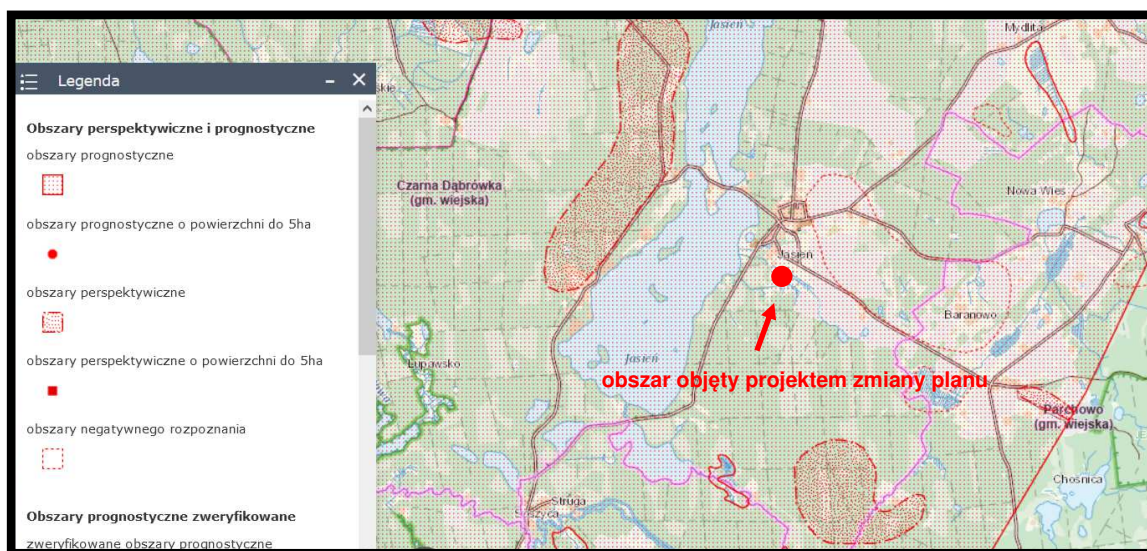 Legenda
Obszary perspektywiczne i prognostyczne
obszary prognostyczne
obszary prognostyczne o powierzchni do 5ha
obszary perspektywiczne
obszary perspektywiczne o powierzchni do 5ha
obszary negatywnego rozpoznania
Obszary prognostyczne zweryfikowane
zweryfikowane obszary prognostyczne
Jasień
Mydlita
Czarna Dąbrówka
(gm. wiejska)
Nowa Wieś
Jasień
Baranowo
Jasień
Łupawsko
obszar objęty projektem zmiany planu
Parchowo
(gm. wiejska)
Chośnica
Struga